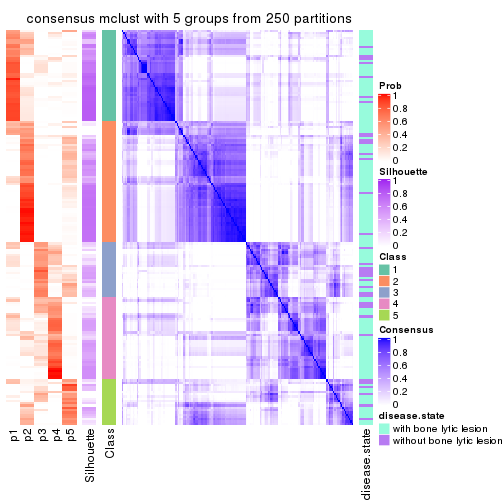 consensus mclust with 5 groups from 250 partitions
Prob
1
0.8
0.6
0.4
0.2
0
Silhouette
1
0.8
0.6
0.4
0.2
0
Class
1
2
3
4
5
Consensus
1
0.8
0.6
0.4
0.2
0
disease.state
with bone lytic lesion
without bone lytic lesion
p1
p2
p3
p4
p5
Silhouette
Class
disease.state